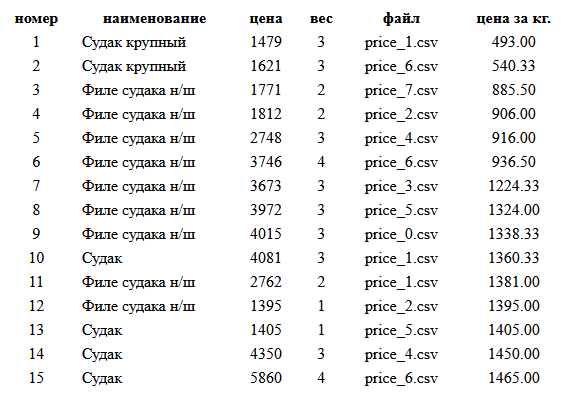 номер наименование цена вес файл цена за кг.
1 Судак крупный 1479 3 price_1.csv 493.00
2 Судак крупный 1621 3 price_6.csv 540.33
3 Филе судака н/ш 1771 2 price_7.csv 885.50
4 Филе судака н/ш 1812 2 price_2.csv 906.00
5 Филе судака н/ш 2748 3 price_4.csv 916.00
6 Филе судака н/ш 3746 4 price_6.csv 936.50
7 Филе судака н/ш 3673 3 price_3.csv 1224.33
8 Филе судака н/ш 3972 3 price_5.csv 1324.00
9 Филе судака н/ш 4015 3 price_0.csv 1338.33
10 Судак 4081 3 price_1.csv 1360.33
11 Филе судака н/ш 2762 2 price_1.csv 1381.00
12 Филе судака н/ш 1395 1 price_2.csv 1395.00
13 Судак 1405 1 price_5.csv 1405.00
14 Судак 4350 3 price_4.csv 1450.00
15 Судак 5860 4 price_6.csv 1465.00